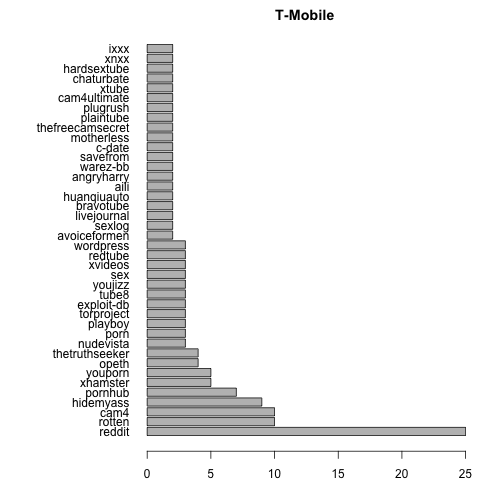 T-Mobile
ixxx
xnxx
hardsextube
chaturbate
xtube
cam4ultimate
plugrush
plaintube
thefreecamsecret
motherless
c-date
savefrom
warez-bb
angryharry
aili
huanqiuauto
bravotube
livejournal
sexlog
avoiceformen
wordpress
redtube
xvideos
sex
youjizz
tube8
exploit-db
torproject
playboy
porn
nudevista
thetruthseeker
opeth
youporn
xhamster
pornhub
hidemyass
cam4
rotten
reddit
0 5 10 15 20 25